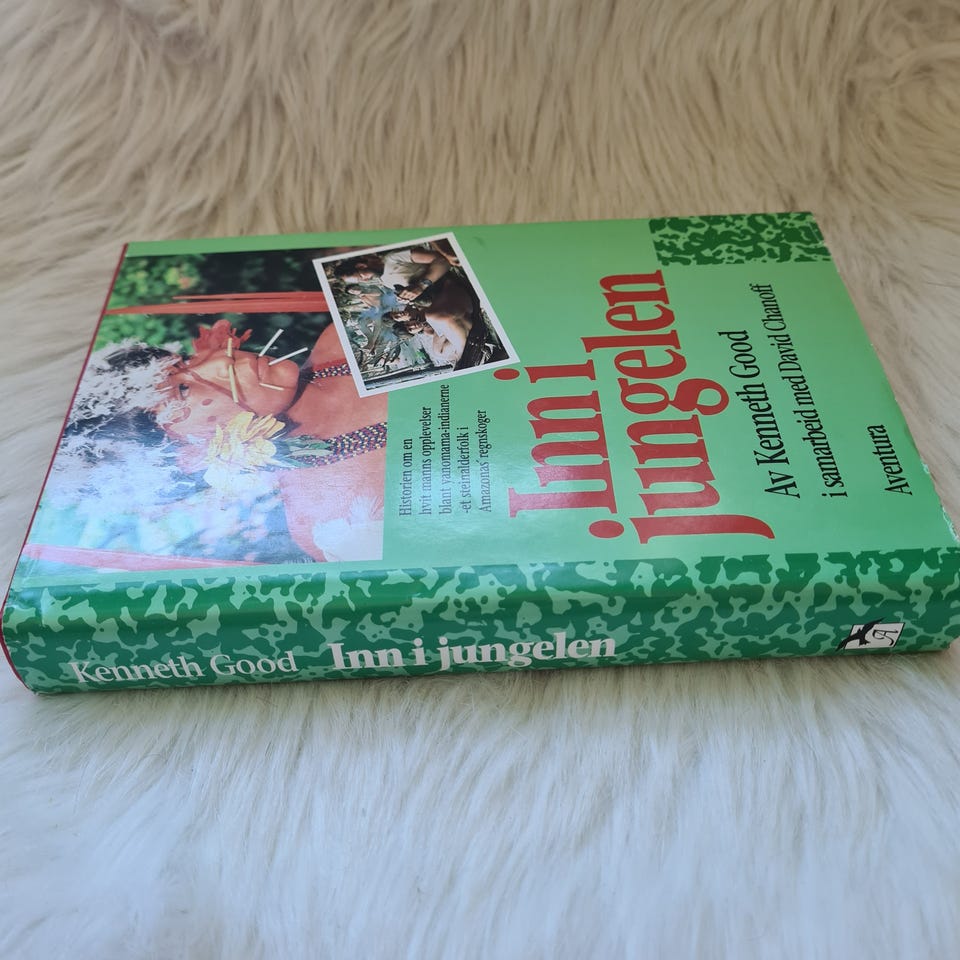 Historien om en
hvit manns opplevelser
blant yanomama-indianerne
-et steinalderfolk i
Amazonas' regnskoger
Inn i
jungelen
Av Kenneth Good
i samarbeid med David Chanoff
Aventura
Kenneth Good Inn i jungelen
A